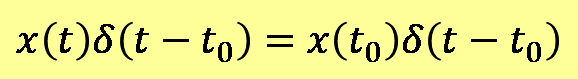 x(t)δ(t − t₀) = x(t₀)δ(t − t₀)